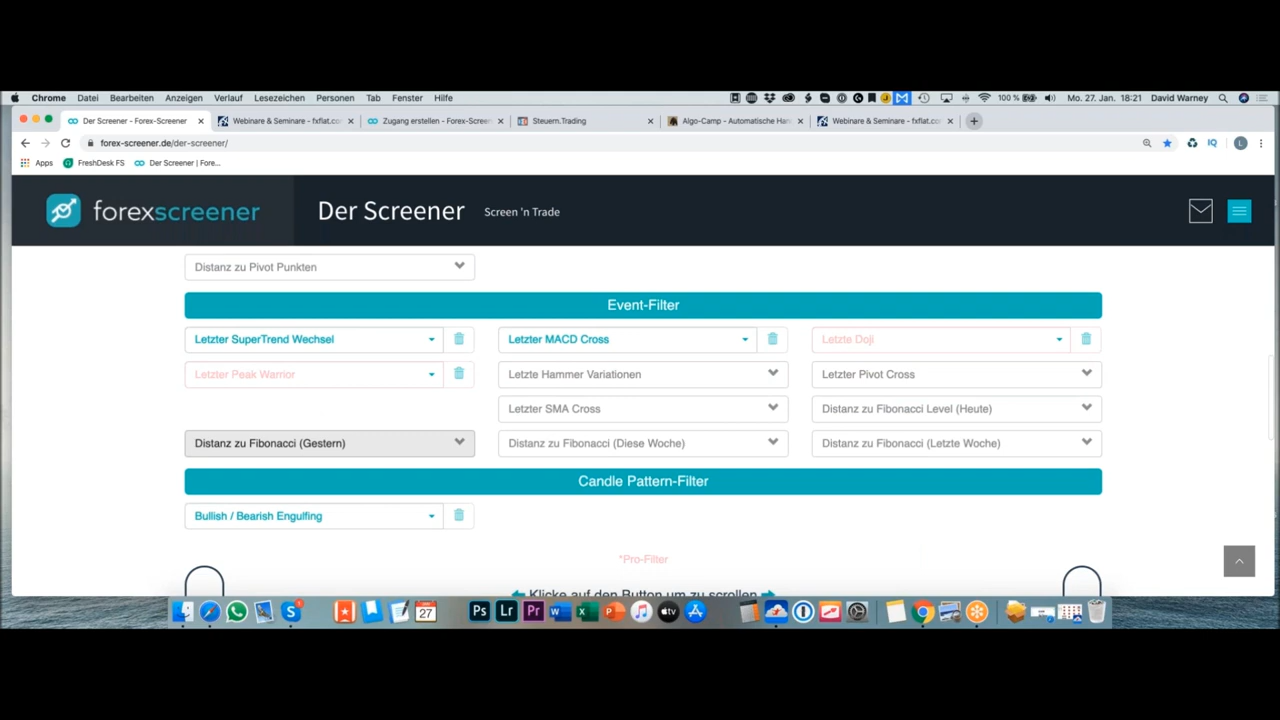 Chrome Datei Bearbeiten Anzeigen Verlauf Lesezeichen Personen Tab Fenster Hilfe 100 % Mo. 27. Jan. 18:21 David Warney
Der Screener - Forex-Screener Webinare & Seminare - fxflat.co Zugang erstellen - Forex-Scree Steuern.Trading Algo-Camp - Automatische Han Webinare & Seminare - fxflat.co
forex-screener.de/der-screener/ IQ L
Apps FreshDesk FS Der Screener | Fore...
forexscreener Der Screener Screen 'n Trade
Distanz zu Pivot Punkten
Event-Filter
Letzter SuperTrend Wechsel Letzter MACD Cross Letzte Doji
Letzter Peak Warrior Letzte Hammer Variationen Letzter Pivot Cross
Letzter SMA Cross Distanz zu Fibonacci Level (Heute)
Distanz zu Fibonacci (Gestern) Distanz zu Fibonacci (Diese Woche) Distanz zu Fibonacci (Letzte Woche)
Candle Pattern-Filter
Bullish / Bearish Engulfing
*Pro-Filter
Klicke auf den Button um zu scrollen
27 Ps Lr Pr tv